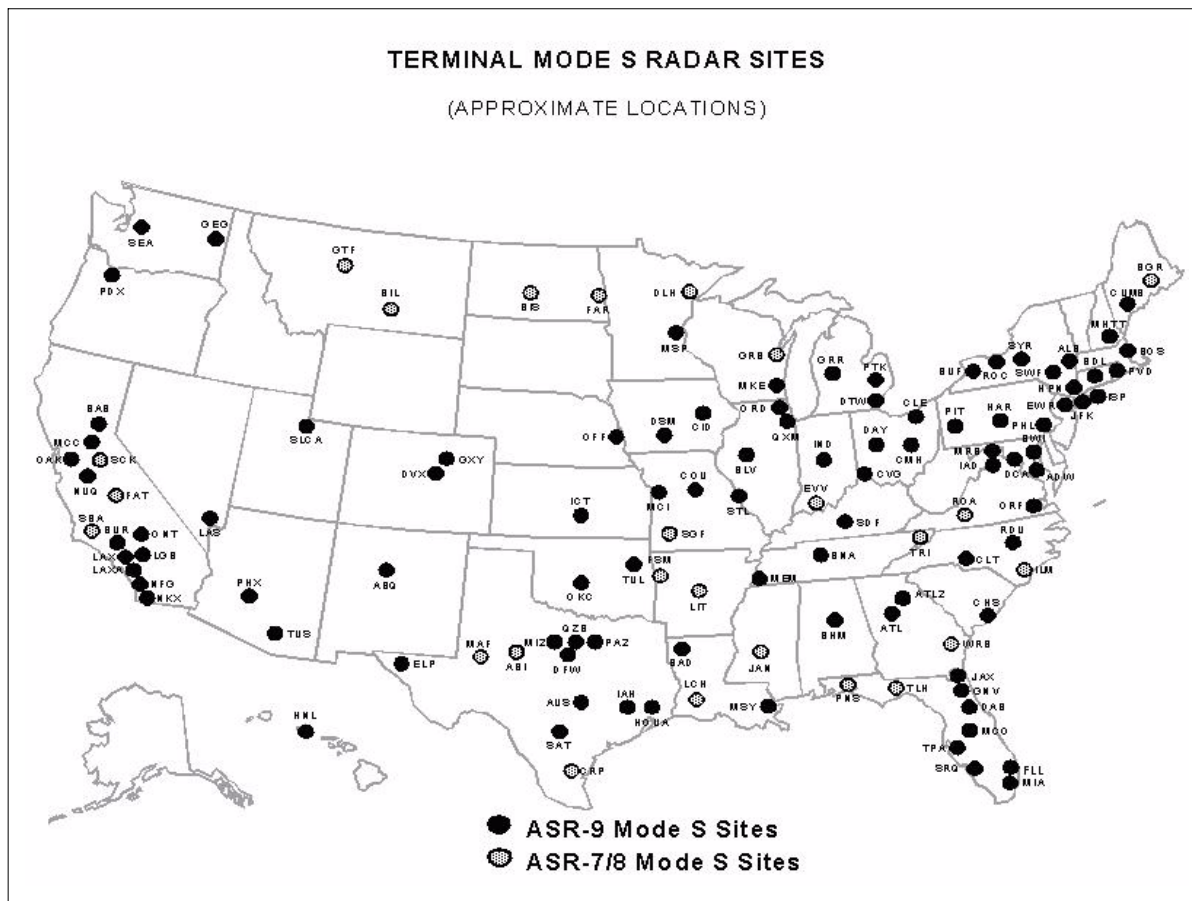 TERMINAL MODE S RADAR SITES
(APPROXIMATE LOCATIONS)
SEA
GEG
PDX
GTF
BIL
BIS
FAR
DLH
MSP
GRB
MKE
GRR
PTK
DTW
ORD
QXM
BGR
CUMB
MHTT
BOS
ALB
SYR
BUF
ROC
SWF
BDL
PVD
HPN
ISP
EWR
JFK
PHL
HAR
PIT
CLE
DAY
CMH
CVG
IND
BWI
MRB
IAD
DCA
ADW
BAB
MCC
OAK
SCK
NUQ
FAT
SBA
BUR
ONT
LAX
LGB
LAXA
NFG
NKX
LAS
SLCA
DVX
GXY
OFF
DSM
CID
BLV
STL
COU
MCI
SGF
ICT
EVV
SDF
ROA
ORF
RDU
TRI
CLT
ILM
BNA
MEM
PHX
TUS
ABQ
ELP
OKC
TUL
FSM
LIT
MAF
ABI
MIZ
QZB
PAZ
DFW
BAD
JAN
BHM
ATLZ
ATL
CHS
WRB
LCH
MSY
PNS
TLH
JAX
GNV
DAB
MCO
TPA
SRQ
FLL
MIA
AUS
IAH
HOUA
SAT
CRP
HNL
ASR-9 Mode S Sites
ASR-7/8 Mode S Sites